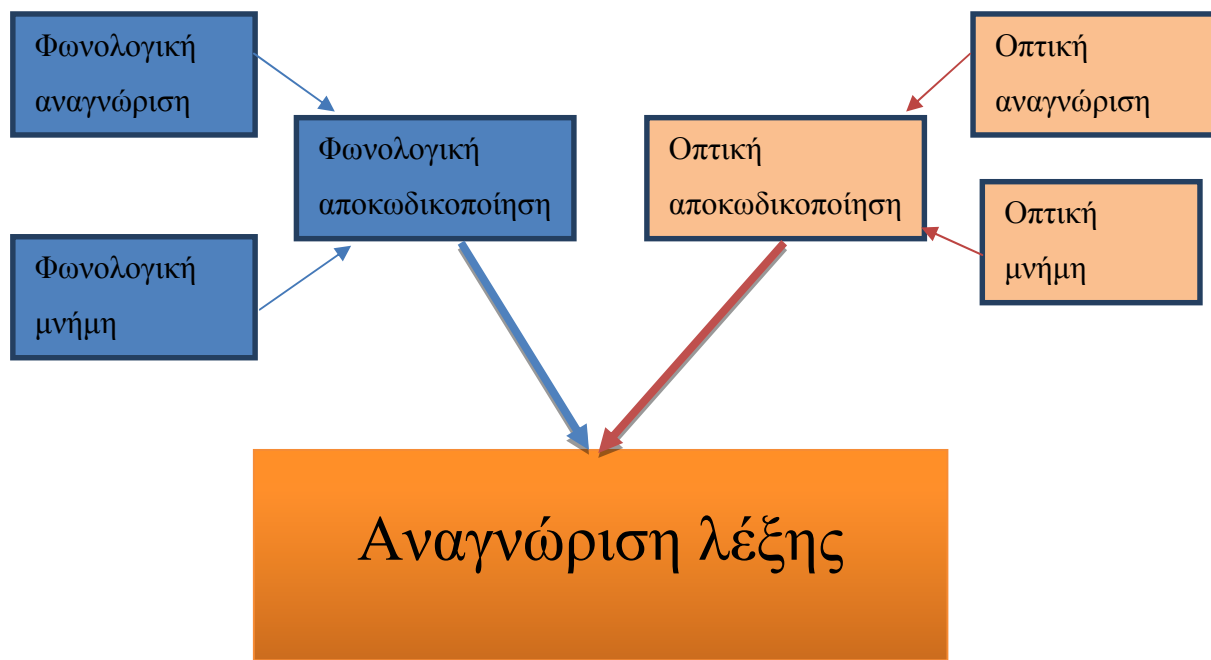 Φωνολογική
αναγνώριση
Οπτική
αναγνώριση
Φωνολογική
αποκωδικοποίηση
Οπτική
αποκωδικοποίηση
Φωνολογική
μνήμη
Οπτική
μνήμη
Αναγνώριση λέξης